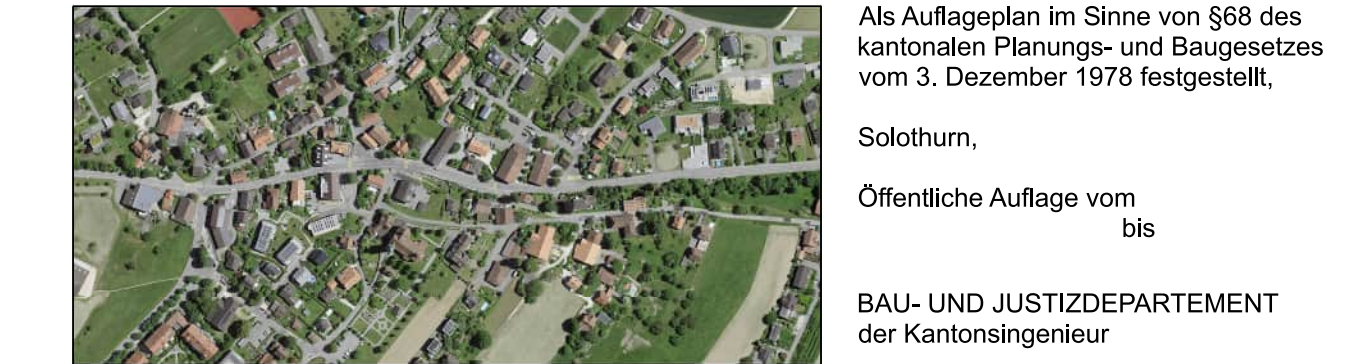 Als Auflageplan im Sinne von §68 des
kantonalen Planungs- und Baugesetzes
vom 3. Dezember 1978 festgestellt,
Solothurn,
Öffentliche Auflage vom
bis
BAU- UND JUSTIZDEPARTEMENT
der Kantonsingenieur